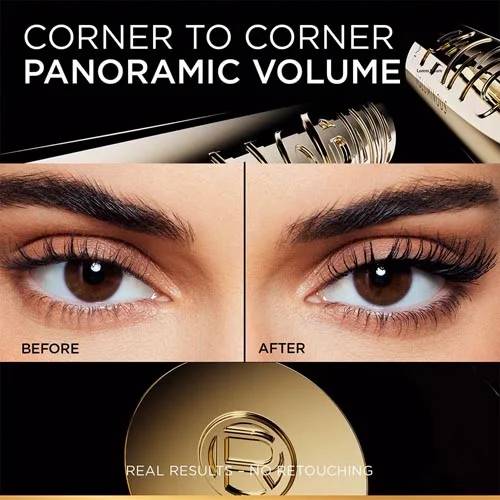 CORNER TO CORNER
PANORAMIC VOLUME
BEFORE
AFTER
REAL RESULTS - NO RETOUCHING